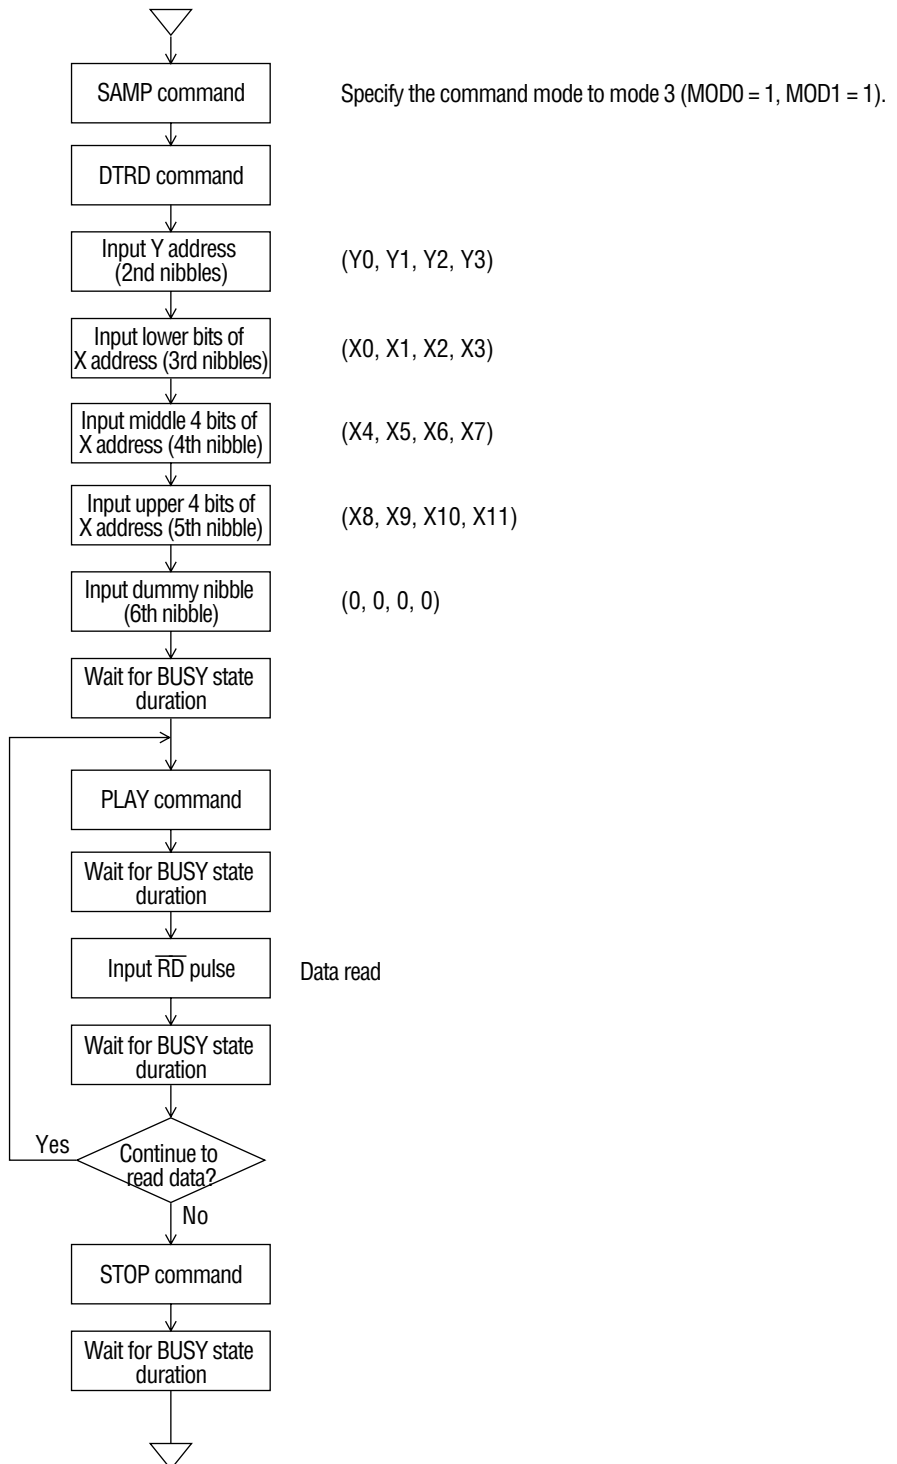 SAMP command
Specify the command mode to mode 3 (MOD0 = 1, MOD1 = 1).
DTRD command
Input Y address
(2nd nibbles)
(Y0, Y1, Y2, Y3)
Input lower bits of
X address (3rd nibbles)
(X0, X1, X2, X3)
Input middle 4 bits of
X address (4th nibble)
(X4, X5, X6, X7)
Input upper 4 bits of
X address (5th nibble)
(X8, X9, X10, X11)
Input dummy nibble
(6th nibble)
(0, 0, 0, 0)
Wait for BUSY state
duration
PLAY command
Wait for BUSY state
duration
Input R̅D̅ pulse
Data read
Wait for BUSY state
duration
Yes
Continue to
read data?
No
STOP command
Wait for BUSY state
duration